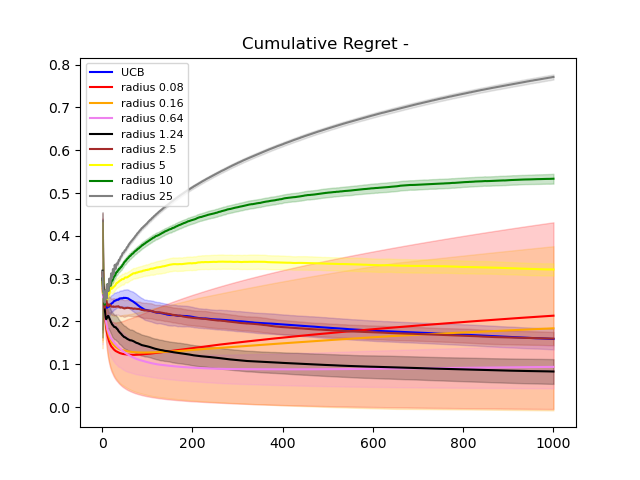 Cumulative Regret -
0.8
0.7
0.6
0.5
0.4
0.3
0.2
0.1
0.0
UCB
radius 0.08
radius 0.16
radius 0.64
radius 1.24
radius 2.5
radius 5
radius 10
radius 25
0 200 400 600 800 1000